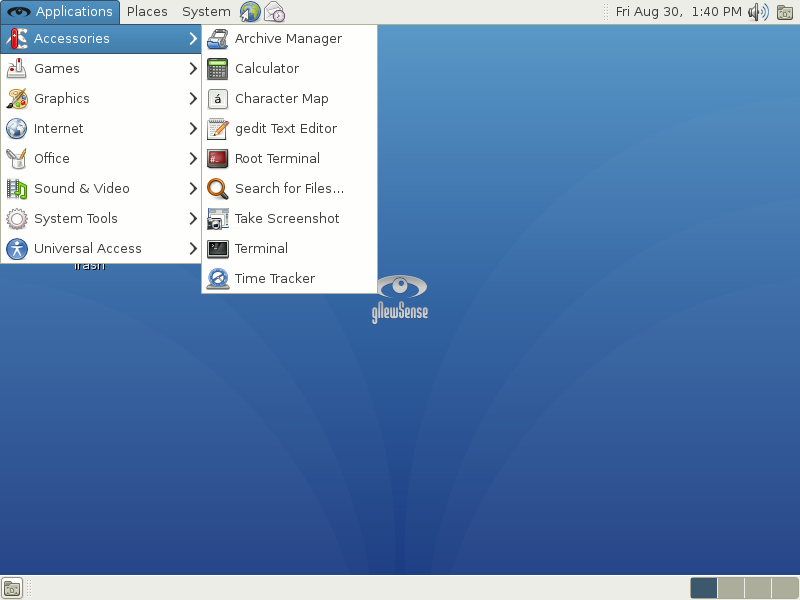 Applications Places System Fri Aug 30, 1:40 PM
Accessories
Games
Graphics
Internet
Office
Sound & Video
System Tools
Universal Access
Archive Manager
Calculator
á Character Map
gedit Text Editor
Root Terminal
Search for Files...
Take Screenshot
Terminal
Time Tracker
Trash
gNewSense